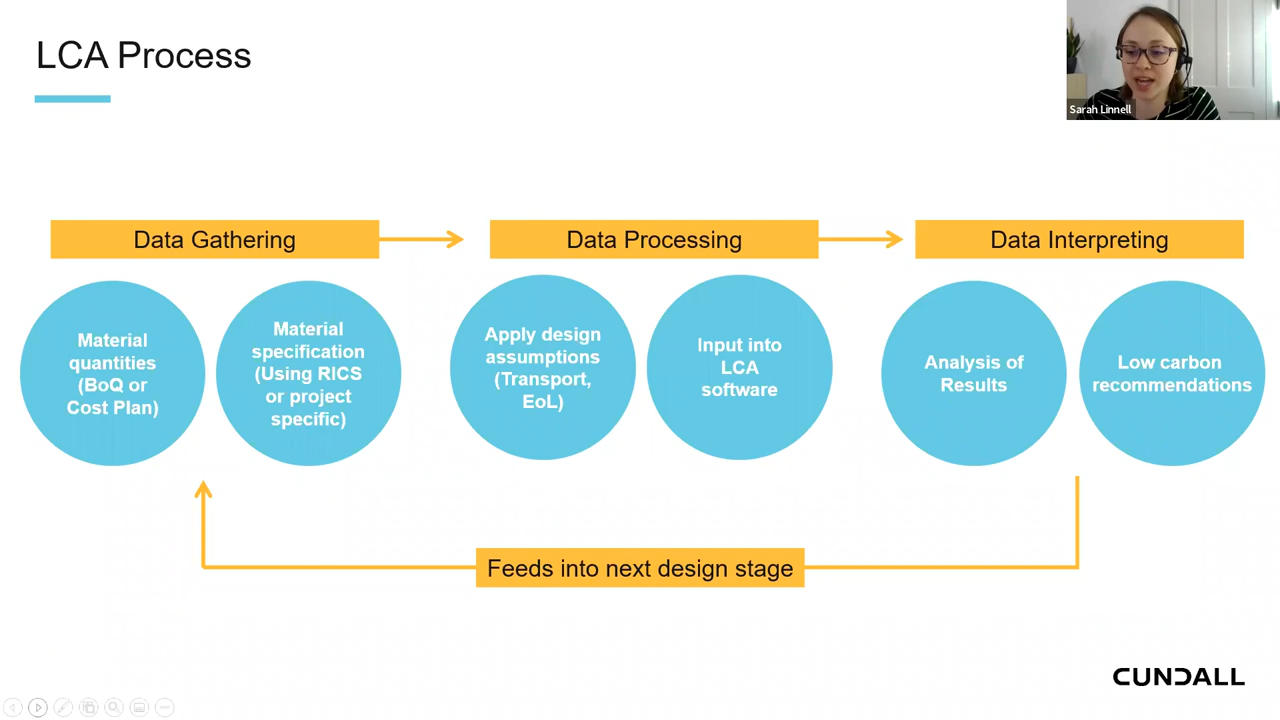 LCA Process
Sarah Linnell
Data Gathering
Data Processing
Data Interpreting
Material
quantities
(BoQ or
Cost Plan)
Material
specification
(Using RICS
or project
specific)
Apply design
assumptions
(Transport,
EoL)
Input into
LCA
software
Analysis of
Results
Low carbon
recommendations
Feeds into next design stage
CUNDALL